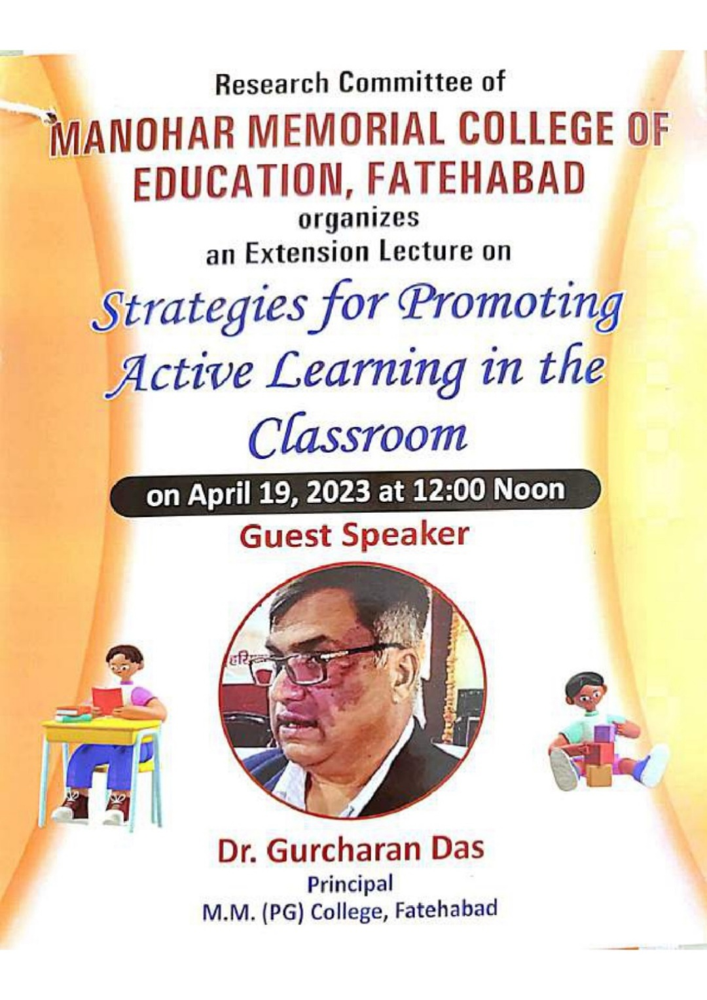 Research Committee of
MANOHAR MEMORIAL COLLEGE OF
EDUCATION, FATEHABAD
organizes
an Extension Lecture on
Strategies for Promoting
Active Learning in the
Classroom
on April 19, 2023 at 12:00 Noon
Guest Speaker
हरि
Dr. Gurcharan Das
Principal
M.M. (PG) College, Fatehabad